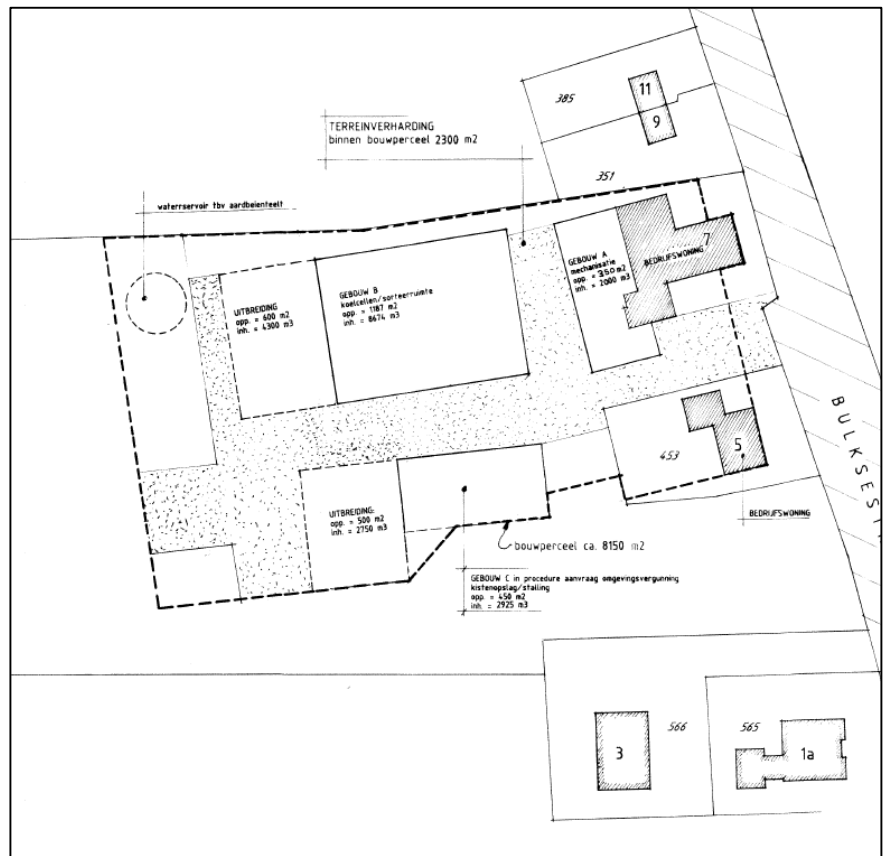 385
11
9
TERREINVERHARDING
binnen bouwperceel 2300 m2
351
waterrservoir tbv aardbeienteelt
7
GEBOUW A
mechanisatie
opp. = 350 m2
inh. = 2000 m3
BEDRIJFSWONING
GEBOUW B
koelcellen/sorteerruimte
opp. = 1187 m2
inh. = 8674 m3
UITBREIDING
opp. = 600 m2
inh. = 4300 m3
BULKSEST
453
5
UITBREIDING:
opp. = 500 m2
inh. = 2750 m3
BEDRIJFSWONING
bouwperceel ca. 8150 m2
GEBOUW C in procedure aanvraag omgevingsvergunning
kistenopslag/stalling
opp. = 450 m2
inh. = 2925 m3
566
565
3
1a